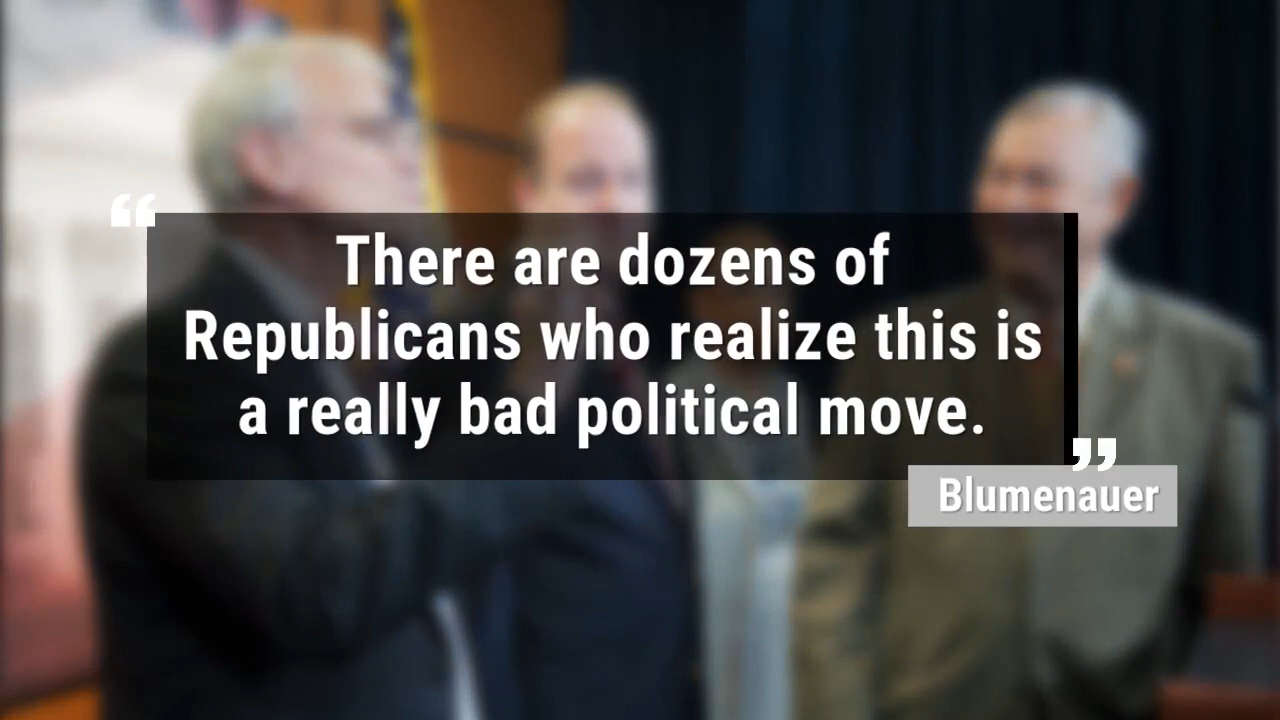 “
There are dozens of
Republicans who realize this is
a really bad political move.
”
Blumenauer